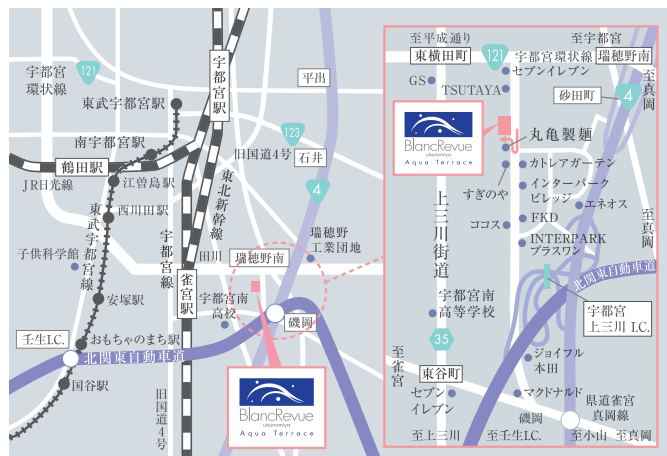 宇都宮
環状線
121
東武宇都宮駅
宇都宮駅
平出
南宇都宮駅
123
旧国道4号
石井
鶴田駅
JR日光線
江曽島駅
4
東北新幹線
西川田駅
東武宇都宮線
宇都宮線
田川
瑞穂野
工業団地
瑞穂野南
子供科学館
雀宮駅
安塚駅
宇都宮南
高校
磯岡
壬生I.C.
おもちゃのまち駅
北関東自動車道
国谷駅
旧国道4号
BlancRevue
utsunomiya
Aqua Terrace
至平成通り
至宇都宮
東横田町
121
宇都宮環状線
瑞穂野南
至真岡
GS
セブンイレブン
TSUTAYA
砂田町
4
BlancRevue
utsunomiya
Aqua Terrace
丸亀製麺
カトレアガーデン
すぎのや
インターパーク
ビレッジ
エネオス
上三川街道
ココス
FKD
至真岡
INTERPARK
プラスワン
北関東自動車道
宇都宮南
高等学校
宇都宮
上三川 I.C.
35
至雀宮
ジョイフル
本田
東谷町
セブン
イレブン
マクドナルド
県道雀宮
真岡線
磯岡
至上三川
至壬生I.C.
至小山
至真岡